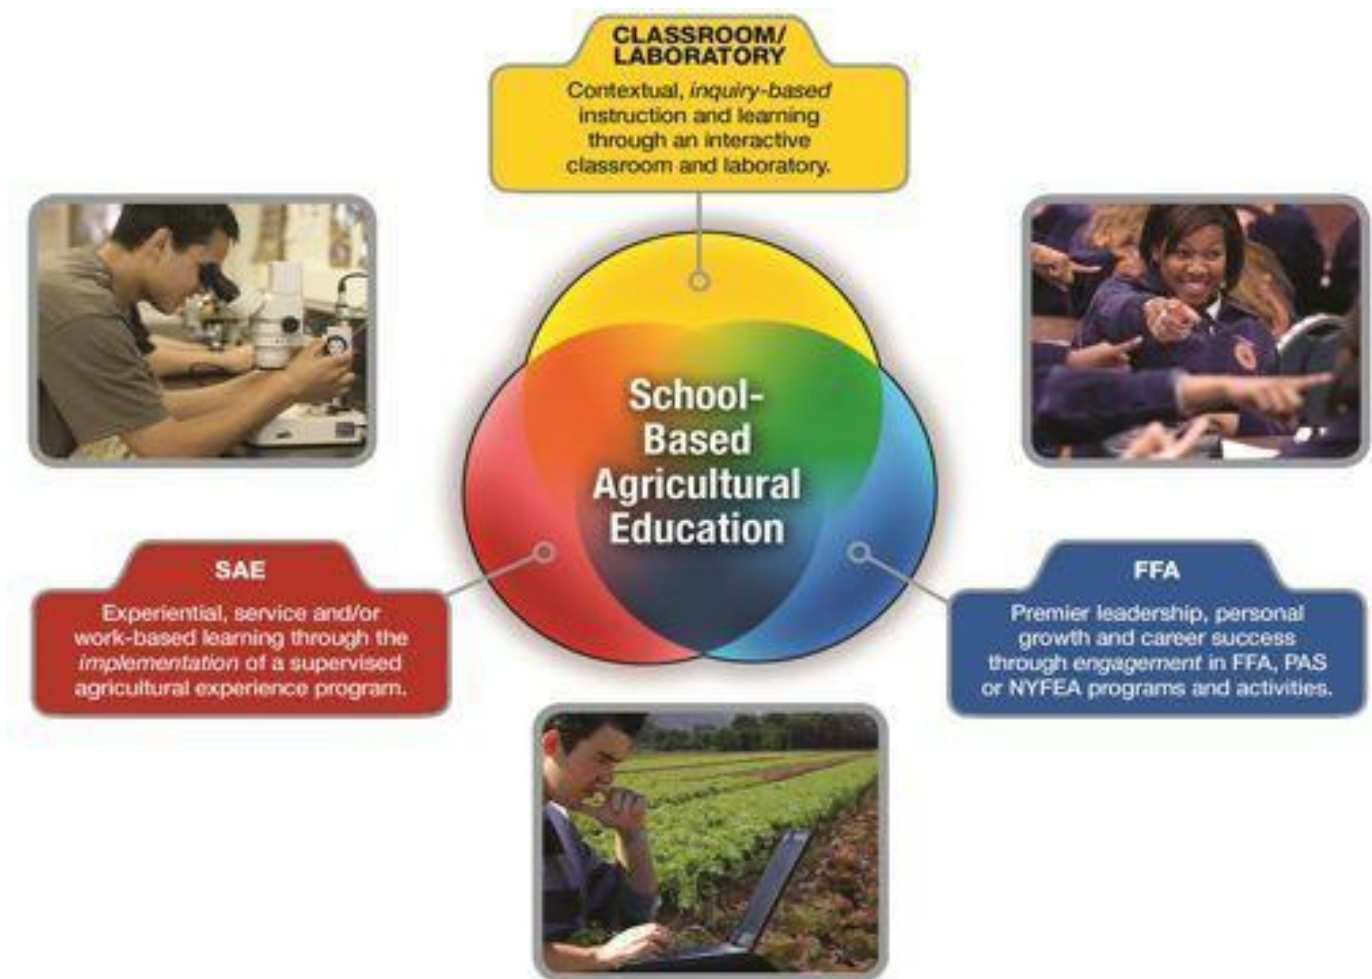 CLASSROOM/
LABORATORY
Contextual, inquiry-based
instruction and learning
through an interactive
classroom and laboratory.
School-
Based
Agricultural
Education
SAE
Experiential, service and/or
work-based learning through the
implementation of a supervised
agricultural experience program.
FFA
Premier leadership, personal
growth and career success
through engagement in FFA, PAS
or NYFEA programs and activities.